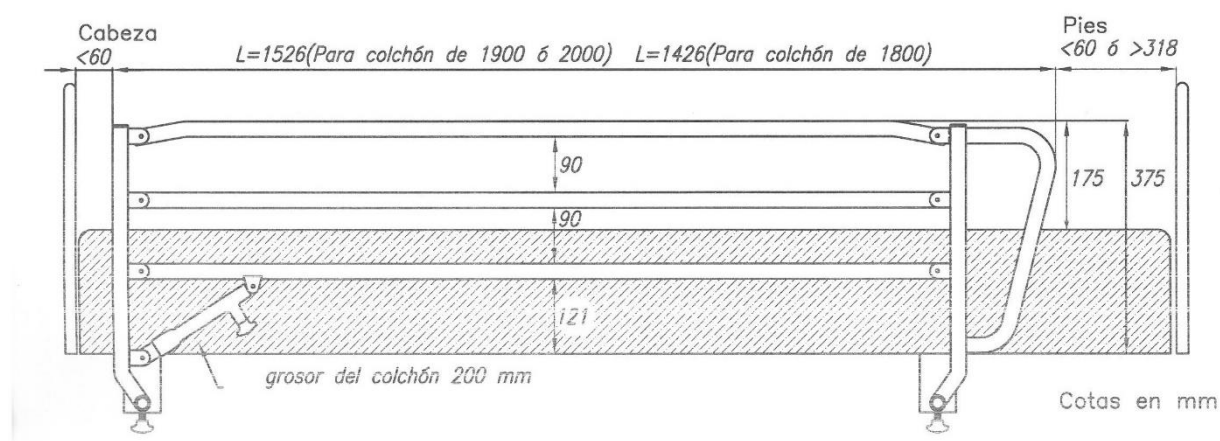 Cabeza
<60
L=1526(Para colchón de 1900 ó 2000) L=1426(Para colchón de 1800)
Pies
<60 ó >318
90
175
375
90
121
grosor del colchón 200 mm
Cotas en mm